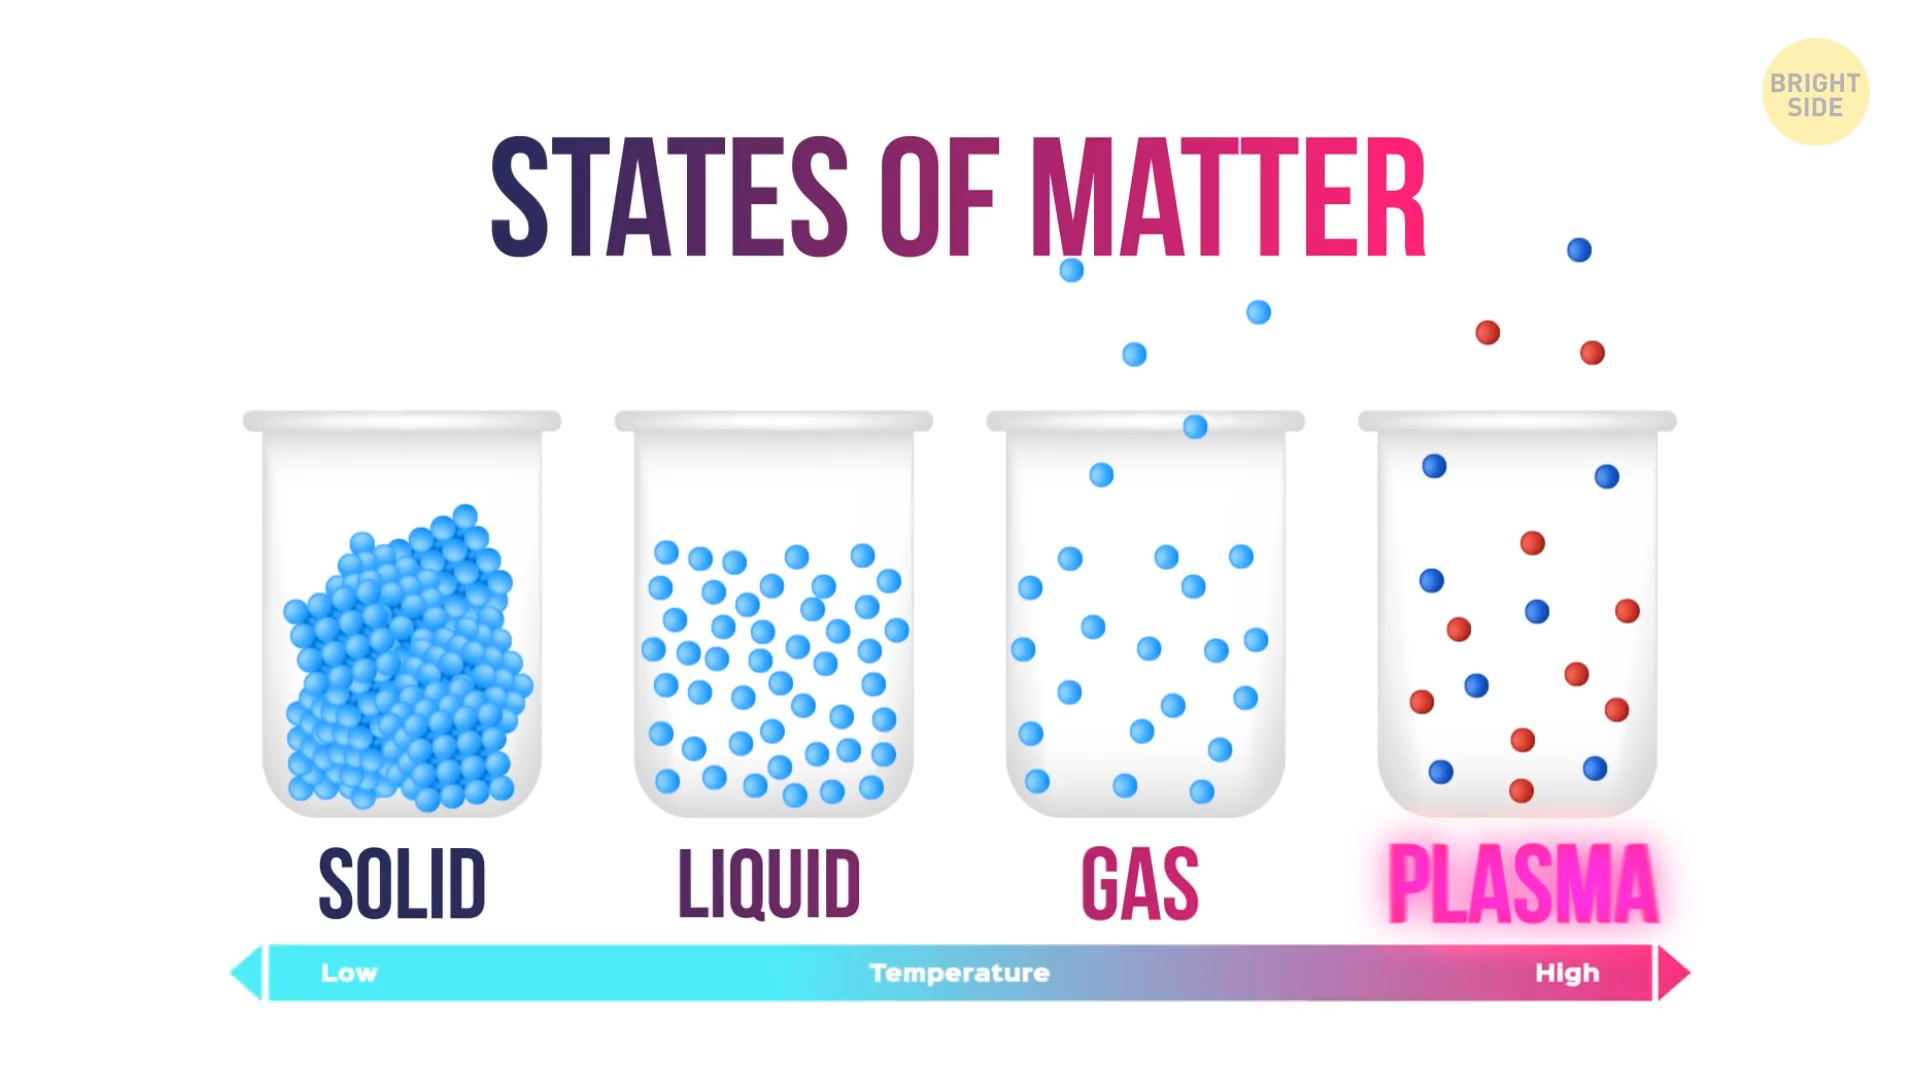 BRIGHT
SIDE
STATES OF MATTER
SOLID
LIQUID
GAS
PLASMA
Low
Temperature
High